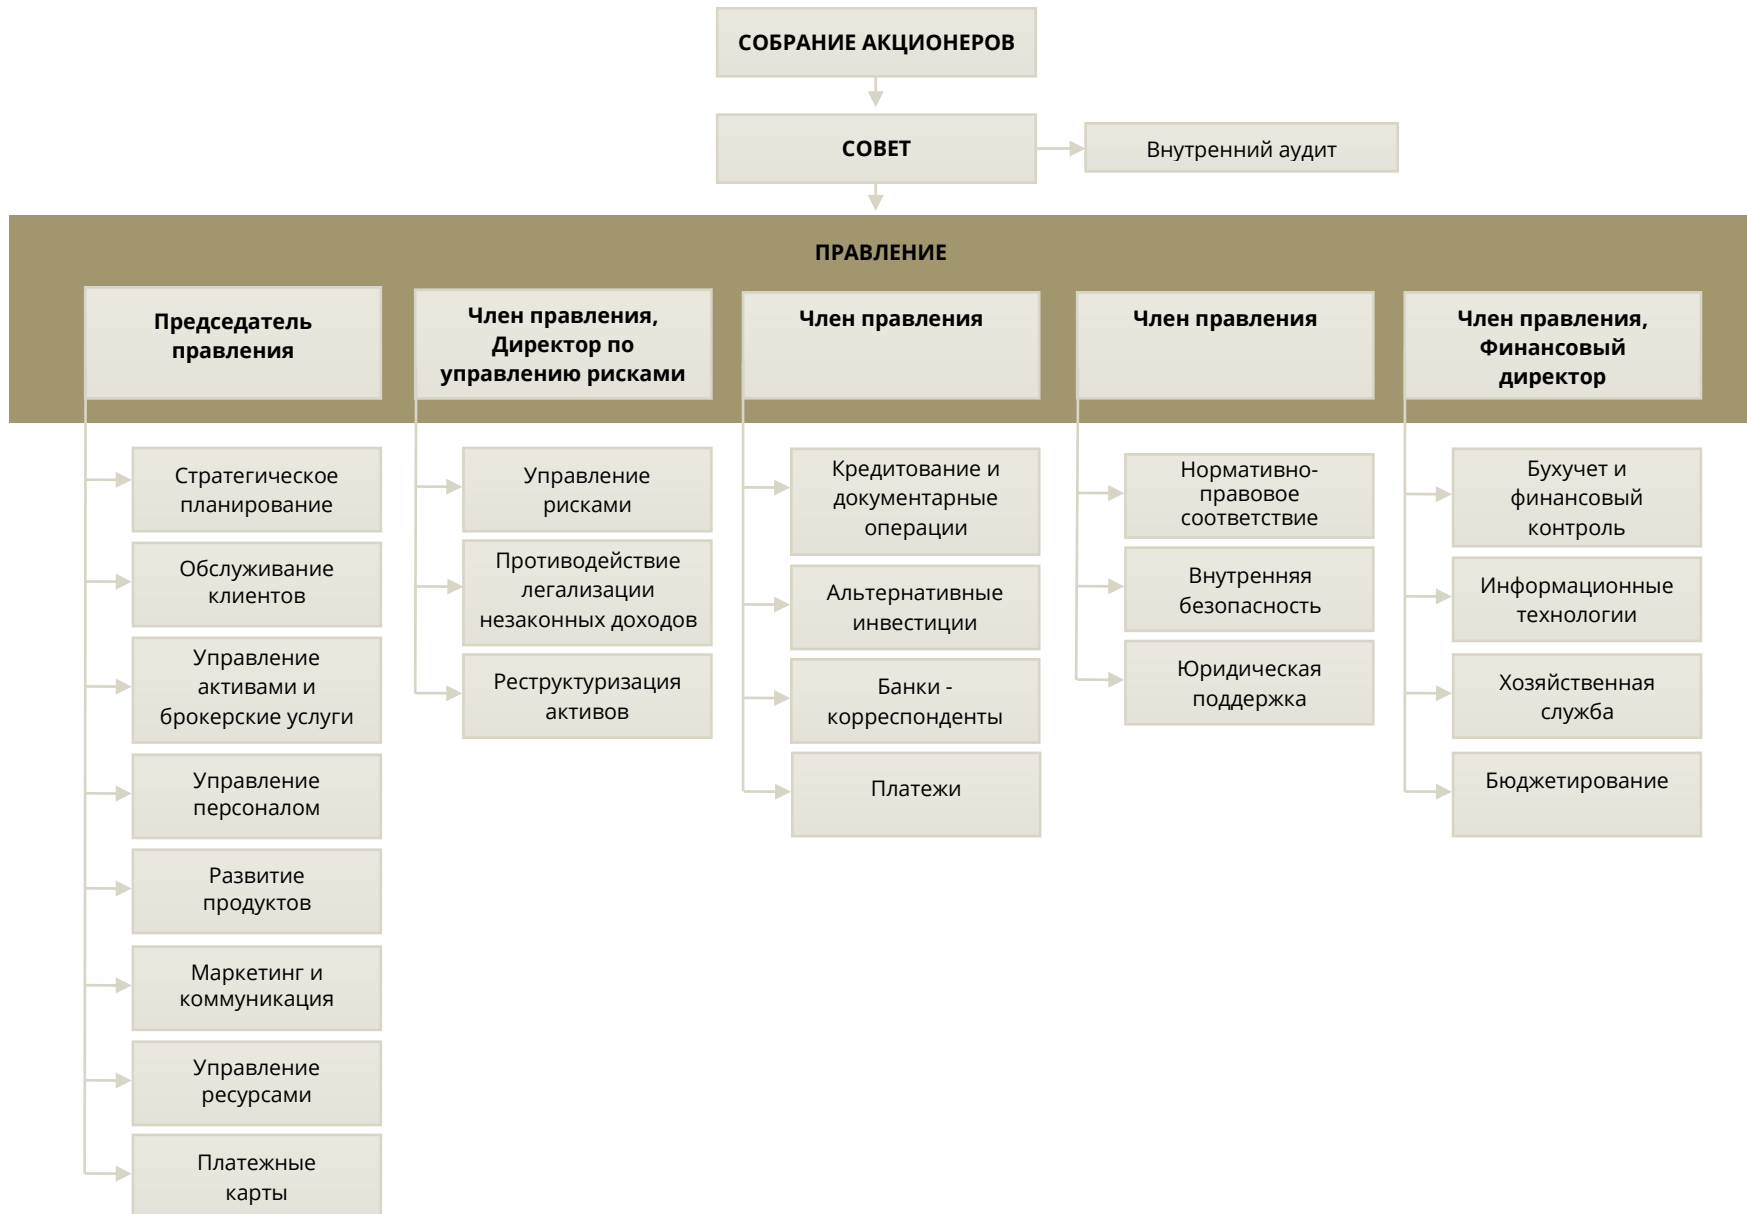 СОБРАНИЕ АКЦИОНЕРОВ
СОВЕТ
Внутренний аудит
ПРАВЛЕНИЕ
Председатель
правления
Член правления,
Директор по
управлению рисками
Член правления
Член правления
Член правления,
Финансовый
директор
Стратегическое
планирование
Обслуживание
клиентов
Управление
активами и
брокерские услуги
Управление
персоналом
Развитие
продуктов
Маркетинг и
коммуникация
Управление
ресурсами
Платежные
карты
Управление
рисками
Противодействие
легализации
незаконных доходов
Реструктуризация
активов
Кредитование и
документарные
операции
Альтернативные
инвестиции
Банки -
корреспонденты
Платежи
Нормативно-
правовое
соответствие
Внутренняя
безопасность
Юридическая
поддержка
Бухучет и
финансовый
контроль
Информационные
технологии
Хозяйственная
служба
Бюджетирование